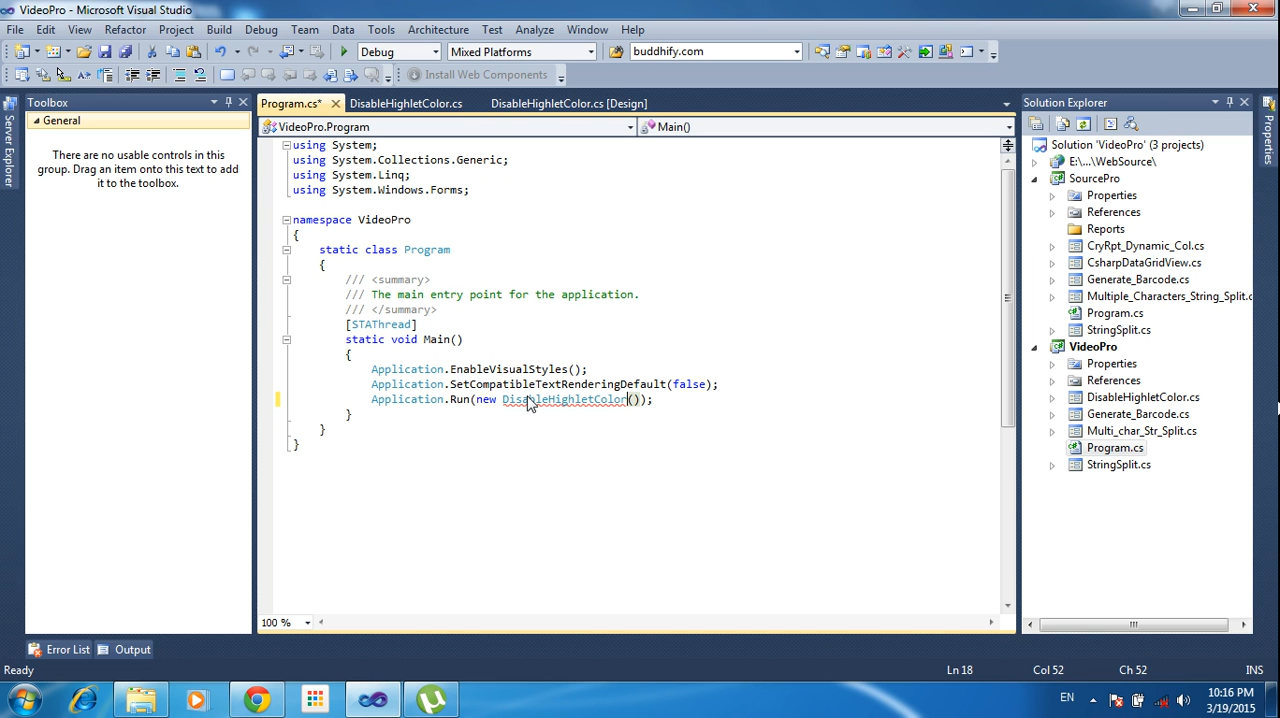 VideoPro - Microsoft Visual Studio
File Edit View Refactor Project Build Debug Team Data Tools Architecture Test Analyze Window Help
Debug Mixed Platforms buddhify.com
Install Web Components
Server Explorer
Toolbox
General
There are no usable controls in this
group. Drag an item onto this text to add
it to the toolbox.
Program.cs* DisableHighletColor.cs DisableHighletColor.cs [Design]
VideoPro.Program Main()
using System;
using System.Collections.Generic;
using System.Linq;
using System.Windows.Forms;
namespace VideoPro
{
static class Program
{
/// <summary>
/// The main entry point for the application.
/// </summary>
[STAThread]
static void Main()
{
Application.EnableVisualStyles();
Application.SetCompatibleTextRenderingDefault(false);
Application.Run(new DisableHighletColor());
}
}
}
100 %
Solution Explorer
Solution 'VideoPro' (3 projects)
E:\...\WebSource\
SourcePro
Properties
References
Reports
CryRpt_Dynamic_Col.cs
CsharpDataGridView.cs
Generate_Barcode.cs
Multiple_Characters_String_Split.c
Program.cs
StringSplit.cs
VideoPro
Properties
References
DisableHighletColor.cs
Generate_Barcode.cs
Multi_char_Str_Split.cs
Program.cs
StringSplit.cs
Properties
Error List Output
Ready Ln 18 Col 52 Ch 52 INS
EN
10:16 PM
3/19/2015